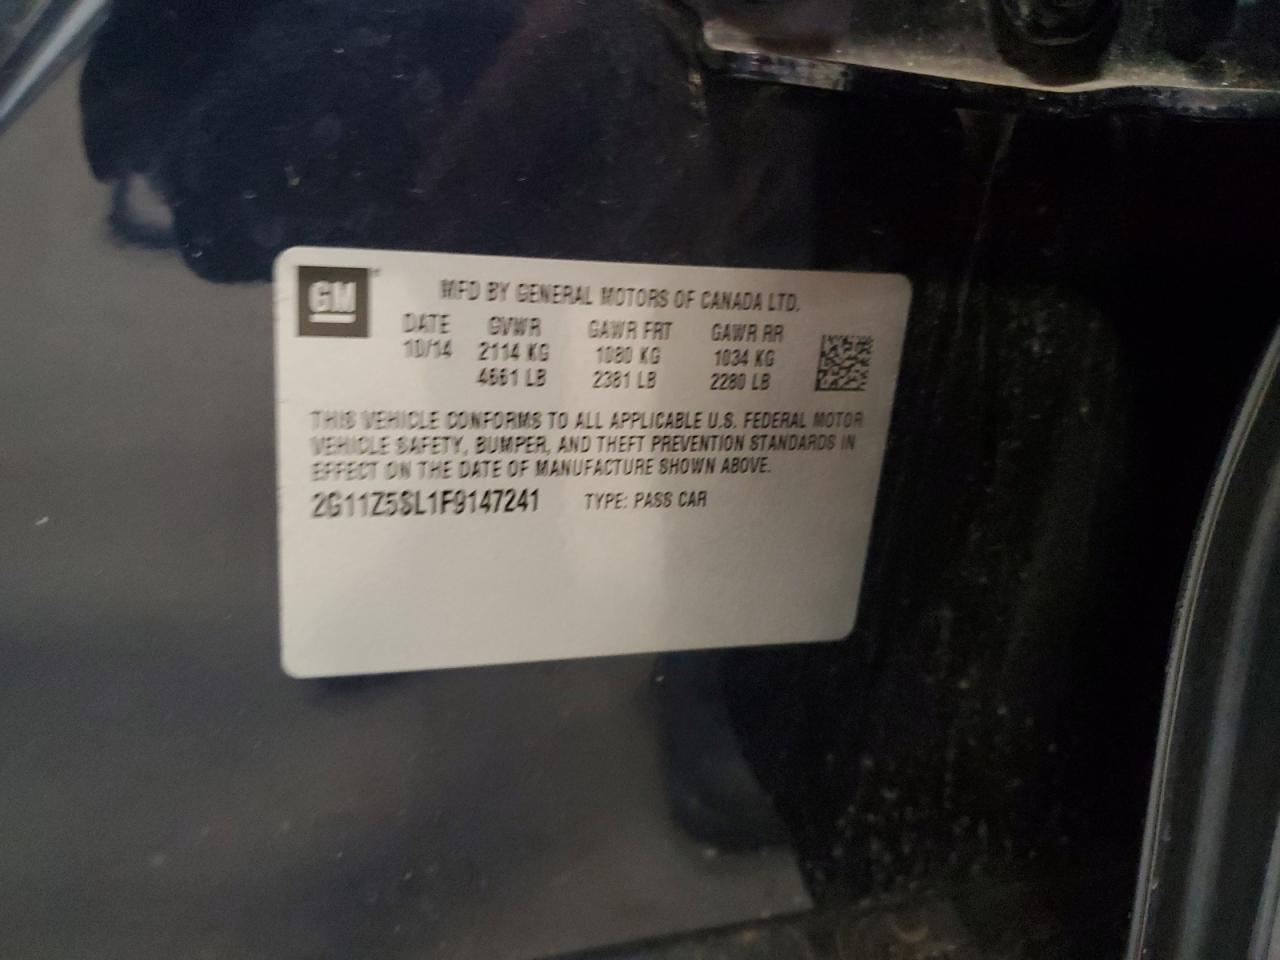 GM
MFD BY GENERAL MOTORS OF CANADA LTD.
DATE GVWR GAWR FRT GAWR RR
10/14 2114 KG 1080 KG 1034 KG
4661 LB 2381 LB 2280 LB
THIS VEHICLE CONFORMS TO ALL APPLICABLE U.S. FEDERAL MOTOR
VEHICLE SAFETY, BUMPER, AND THEFT PREVENTION STANDARDS IN
EFFECT ON THE DATE OF MANUFACTURE SHOWN ABOVE.
2G11Z5SL1F9147241 TYPE: PASS CAR